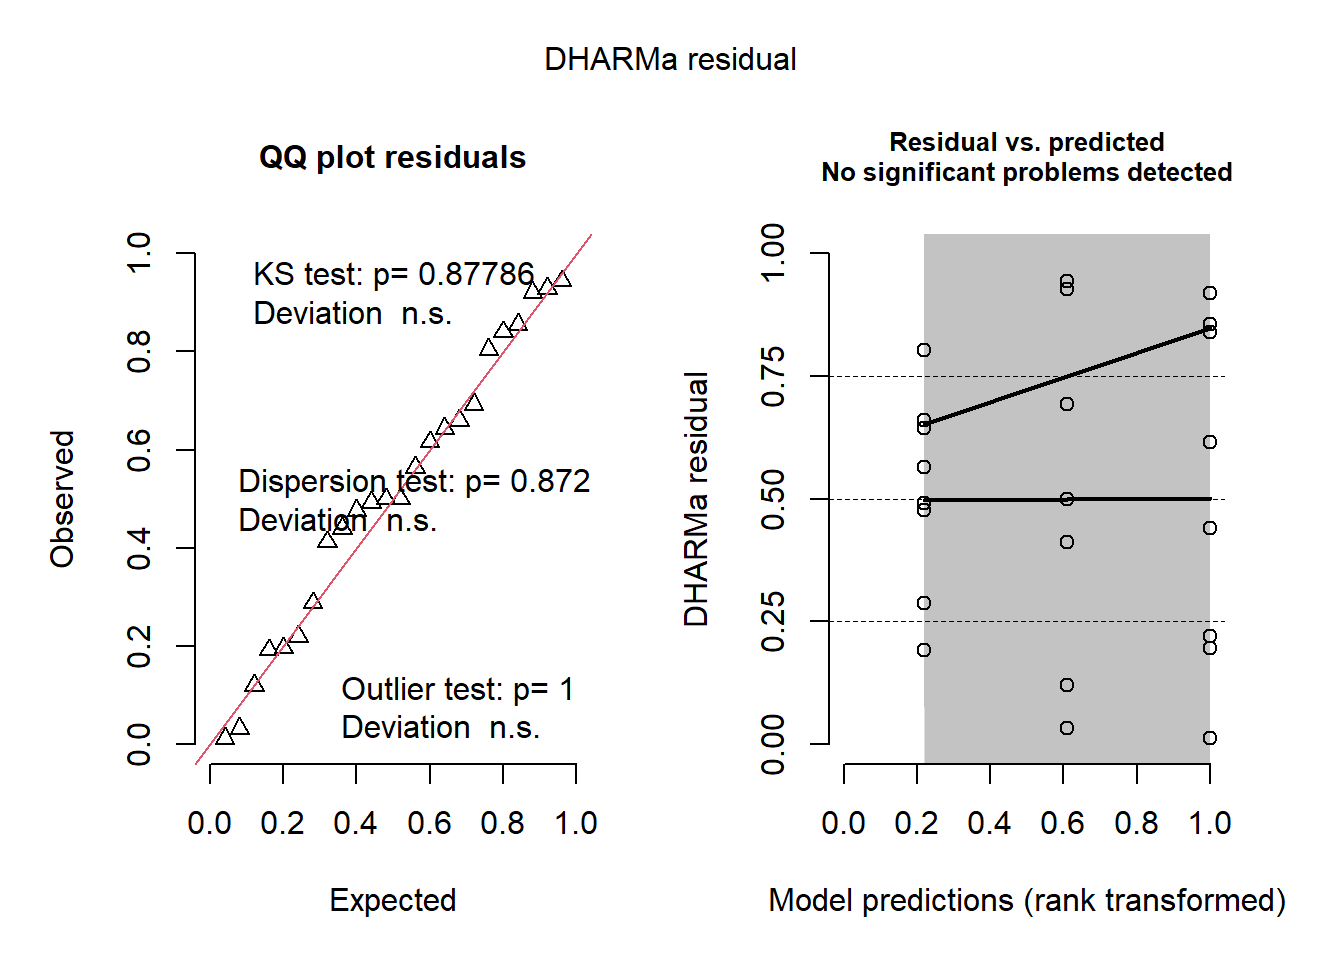 DHARMa residual
QQ plot residuals
KS test: p= 0.87786
Deviation  n.s.
Dispersion test: p= 0.872
Deviation  n.s.
Outlier test: p= 1
Deviation  n.s.
Observed
0.0
0.2
0.4
0.6
0.8
1.0
0.0 0.2 0.4 0.6 0.8 1.0
Expected
Residual vs. predicted
No significant problems detected
DHARMa residual
0.00
0.25
0.50
0.75
1.00
0.0 0.2 0.4 0.6 0.8 1.0
Model predictions (rank transformed)